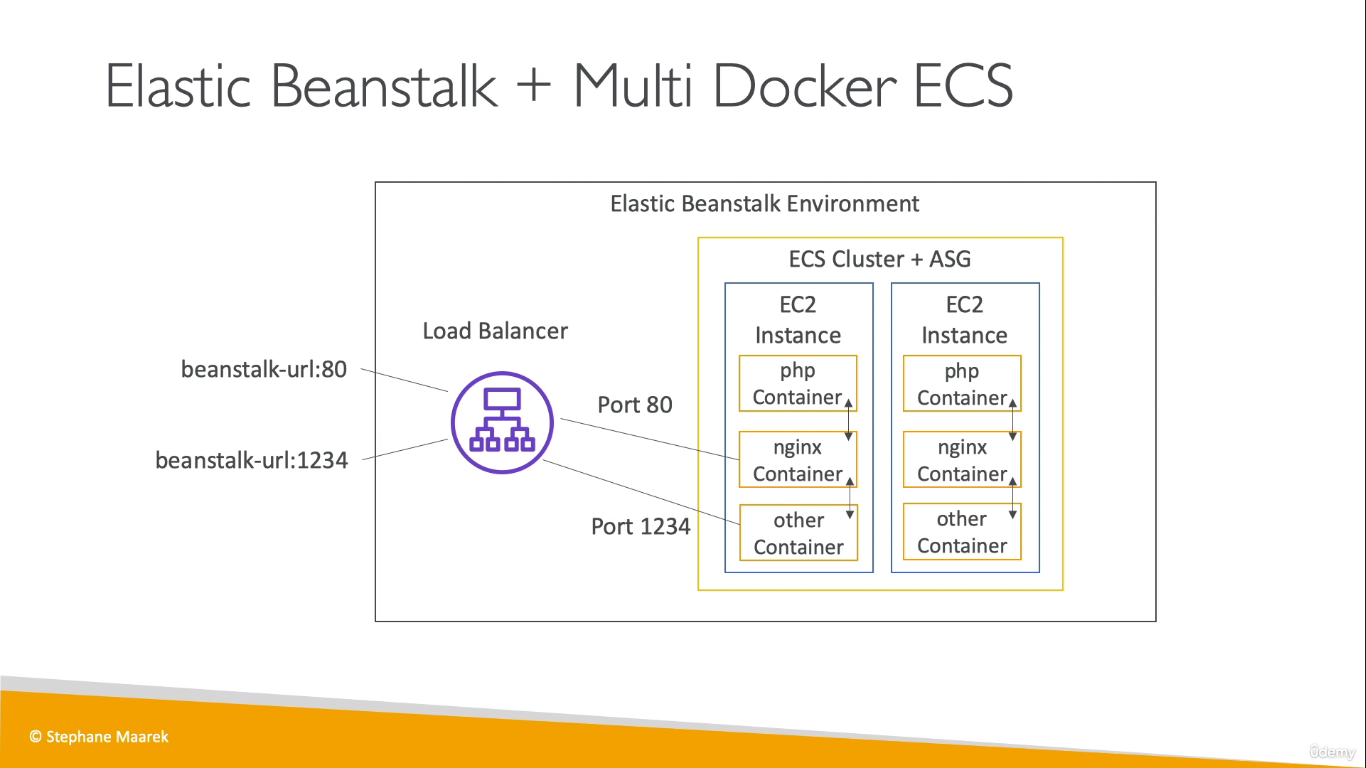 Elastic Beanstalk + Multi Docker ECS
Elastic Beanstalk Environment
ECS Cluster + ASG
Load Balancer
beanstalk-url:80
beanstalk-url:1234
Port 80
Port 1234
EC2
Instance
php
Container
nginx
Container
other
Container
EC2
Instance
php
Container
nginx
Container
other
Container
© Stephane Maarek
ûdemy